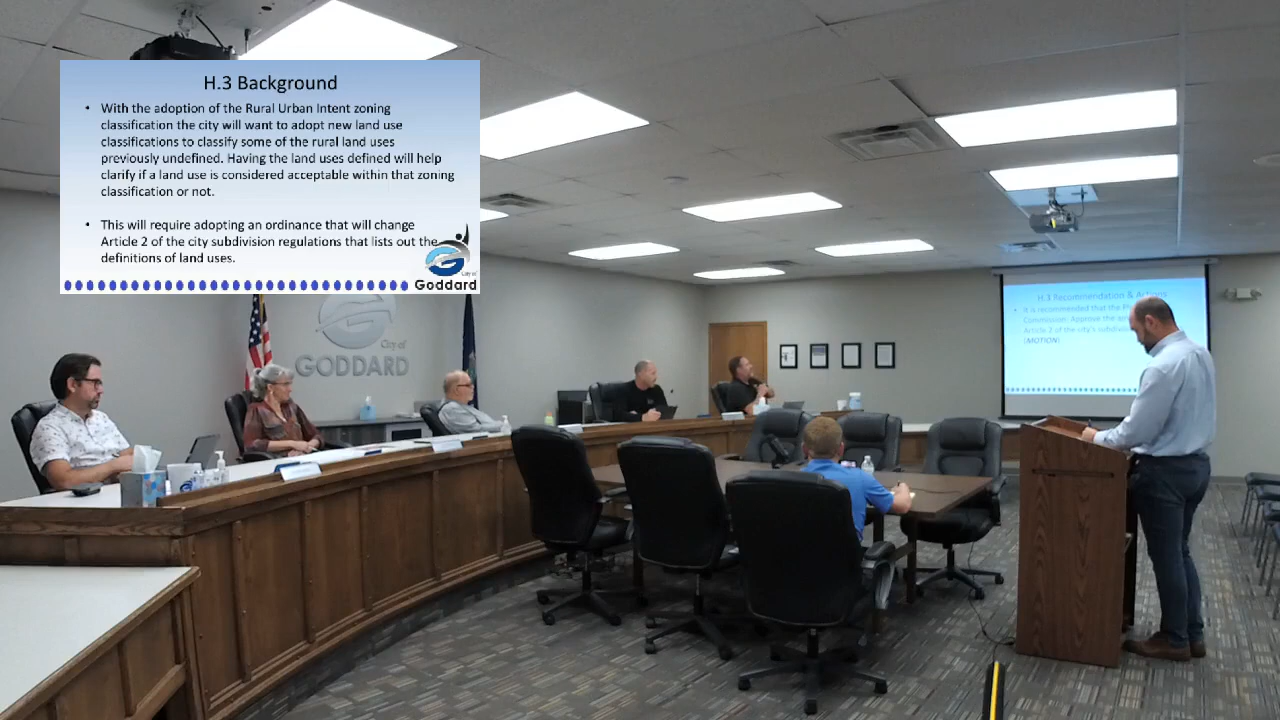 H.3 Background
• With the adoption of the Rural Urban Intent zoning
classification the city will want to adopt new land use
classifications to classify some of the rural land uses
previously undefined. Having the land uses defined will help
clarify if a land use is considered acceptable within that zoning
classification or not.
• This will require adopting an ordinance that will change
Article 2 of the city subdivision regulations that lists out the
definitions of land uses.
City of
Goddard
City of
GODDARD
H.3 Recommendation & Actions
• It is recommended that the
Commission: Approve the
Article 2 of the city's
(MOTION)